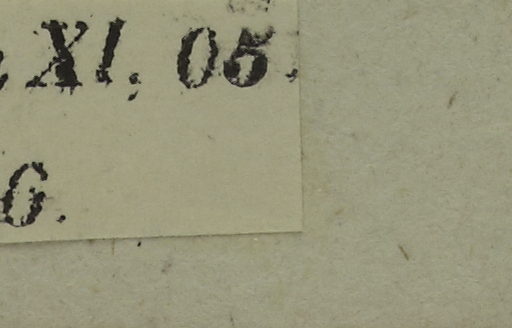 , XI, 05.
G.